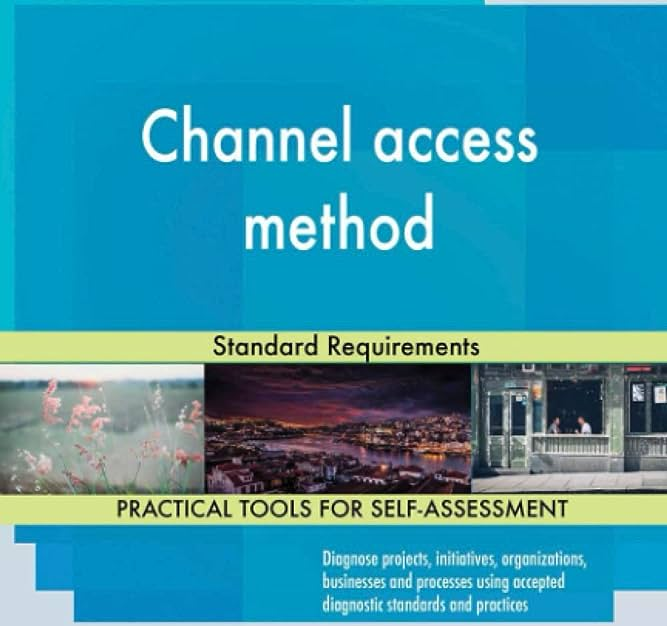 Channel access
method
Standard Requirements
PRACTICAL TOOLS FOR SELF-ASSESSMENT
Diagnose projects, initiatives, organizations,
businesses and processes using accepted
diagnostic standards and practices